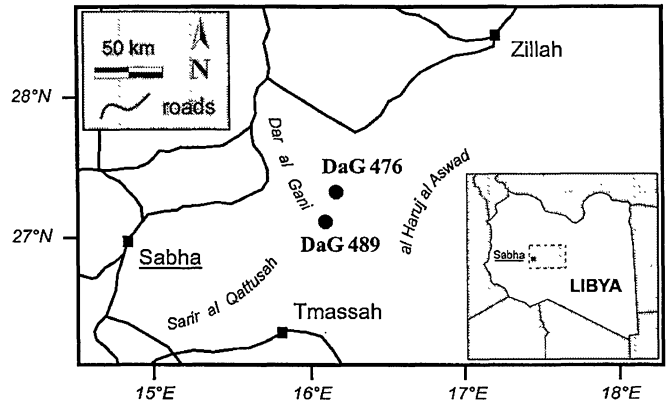 50 km
N
roads
Zillah
28°N
Dar al Gani
DaG 476
al Haruj al Aswad
27°N
DaG 489
Sabha
Sarir al Qattusah
Tmassah
Sabha
LIBYA
15°E
16°E
17°E
18°E